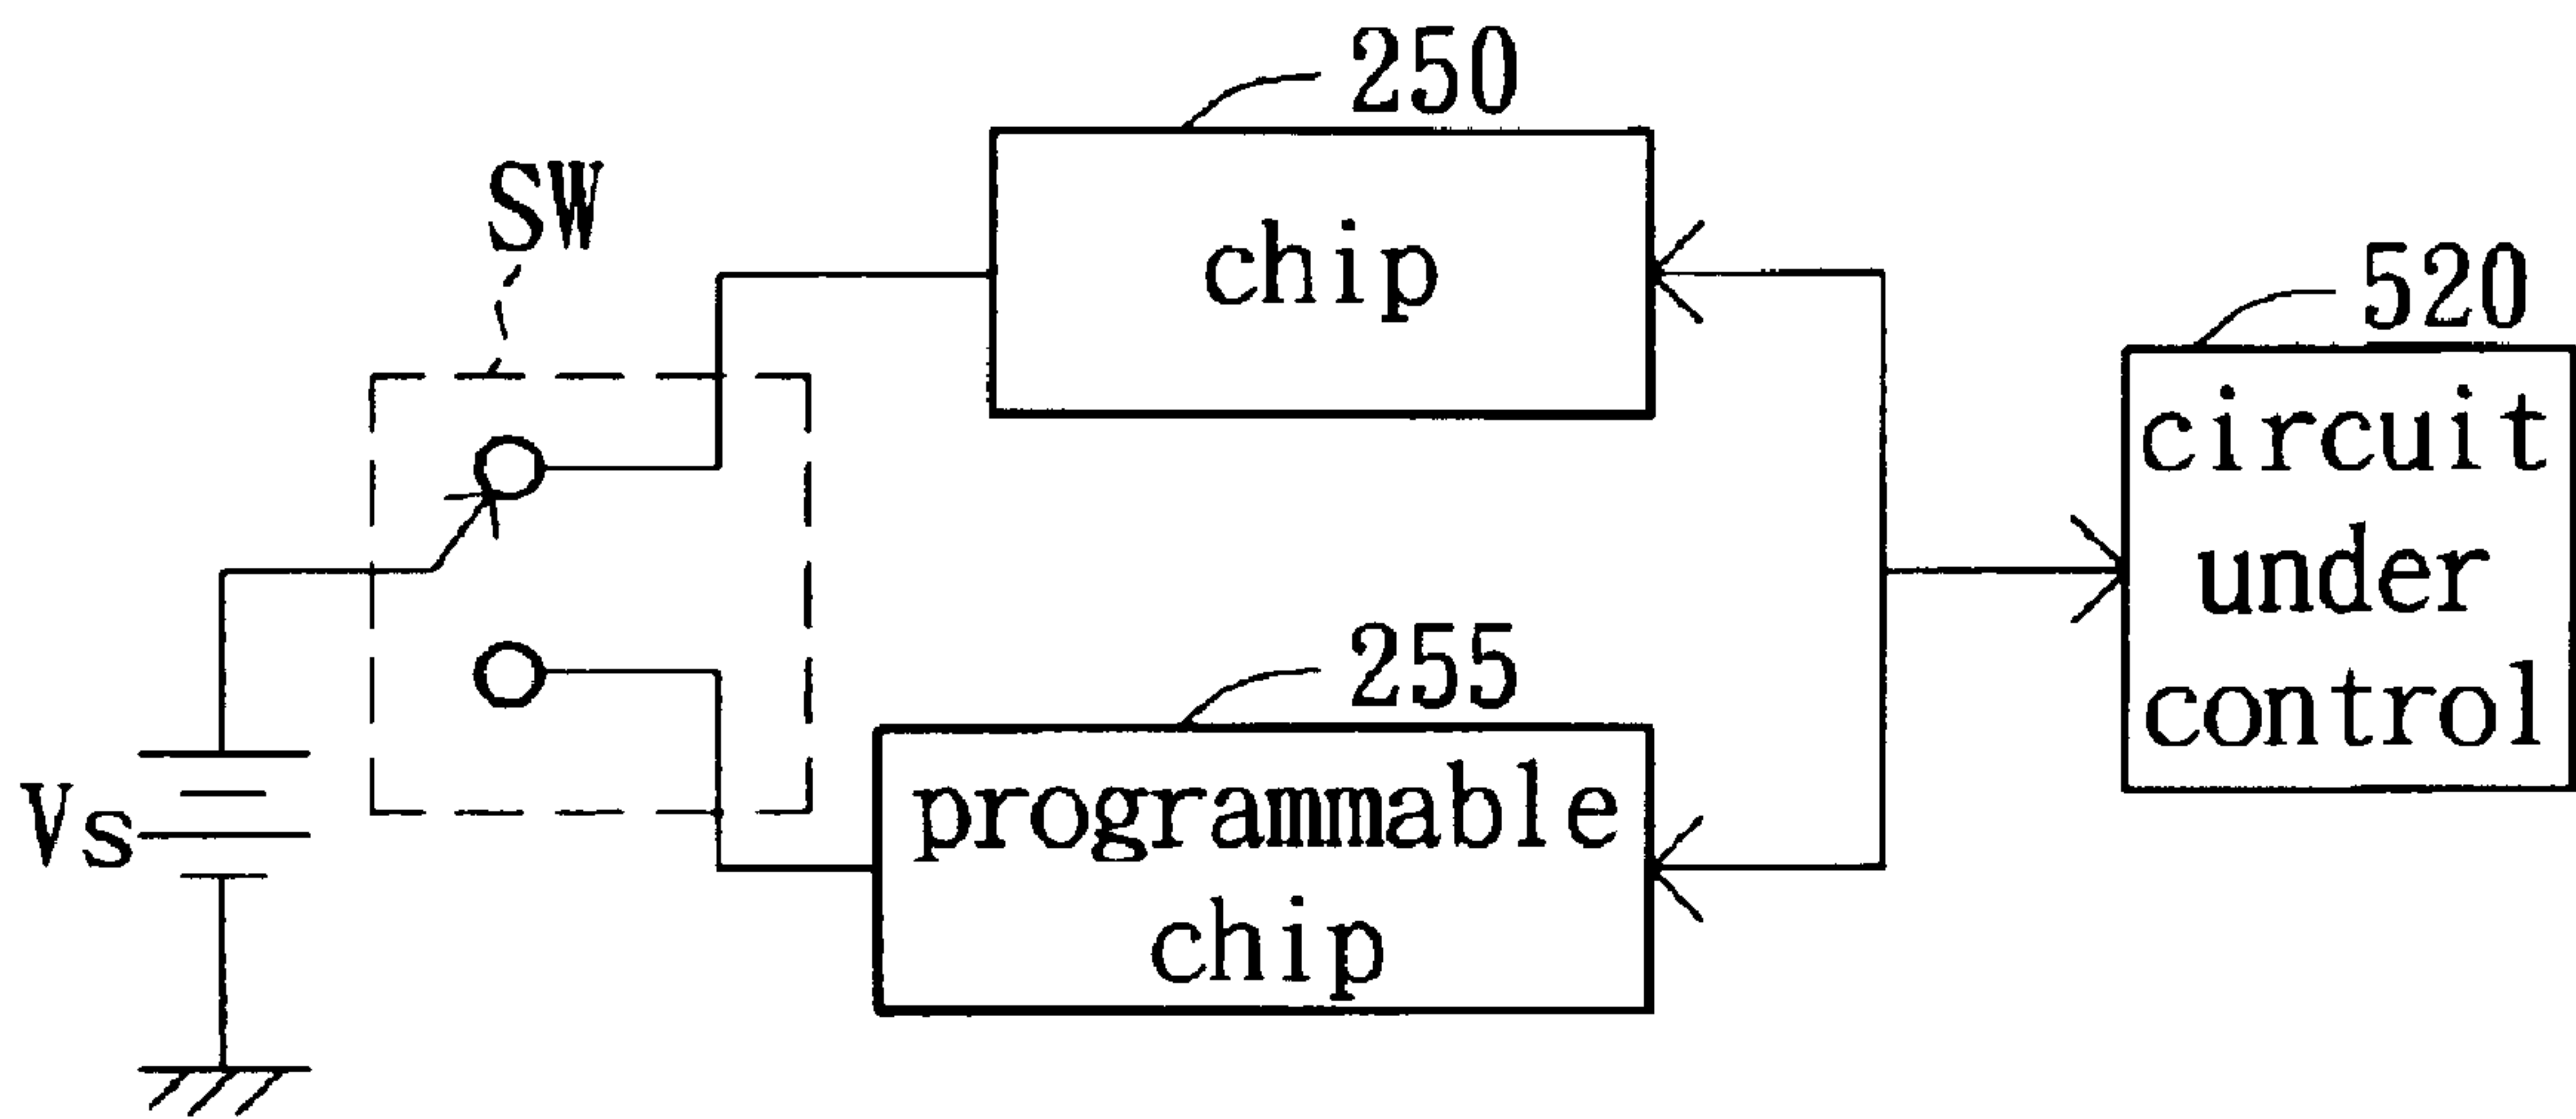 250
SW
chip
520
circuit
under
control
255
programmable
chip
Vs